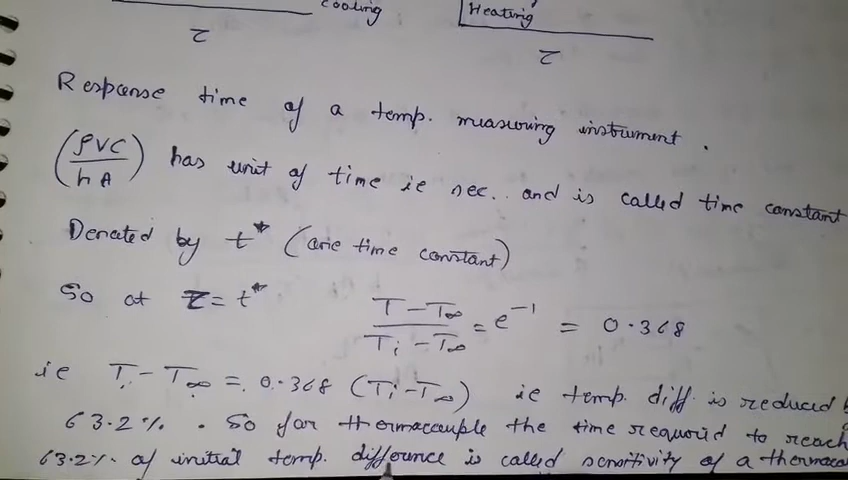 cooling
Heating
τ
τ
Response time of a temp. measuring instrument.
(ρVC / hA) has unit of time ie sec.. and is called time constant
Denoted by t* (one time constant)
So at τ = t* (T - T∞) / (Ti - T∞) = e^-1 = 0.368
ie Ti - T∞ = 0.368 (Ti - T∞) ie temp. diff. is reduced
63.2%. So for thermocouple the time required to reach
63.2%. of initial temp. difference is called sensitivity of a